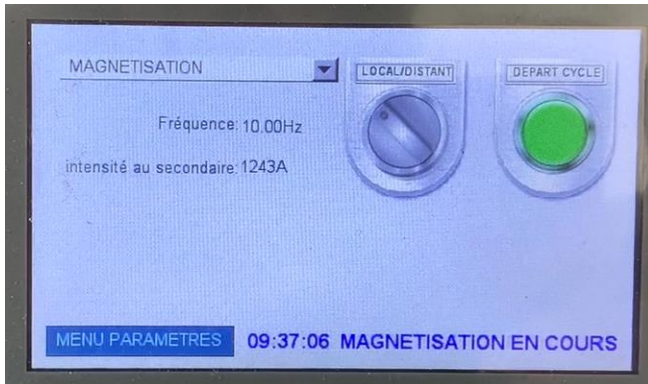 MAGNETISATION
LOCAL/DISTANT
DEPART CYCLE
Fréquence: 10.00Hz
intensité au secondaire: 1243A
MENU PARAMETRES
09:37:06 MAGNETISATION EN COURS